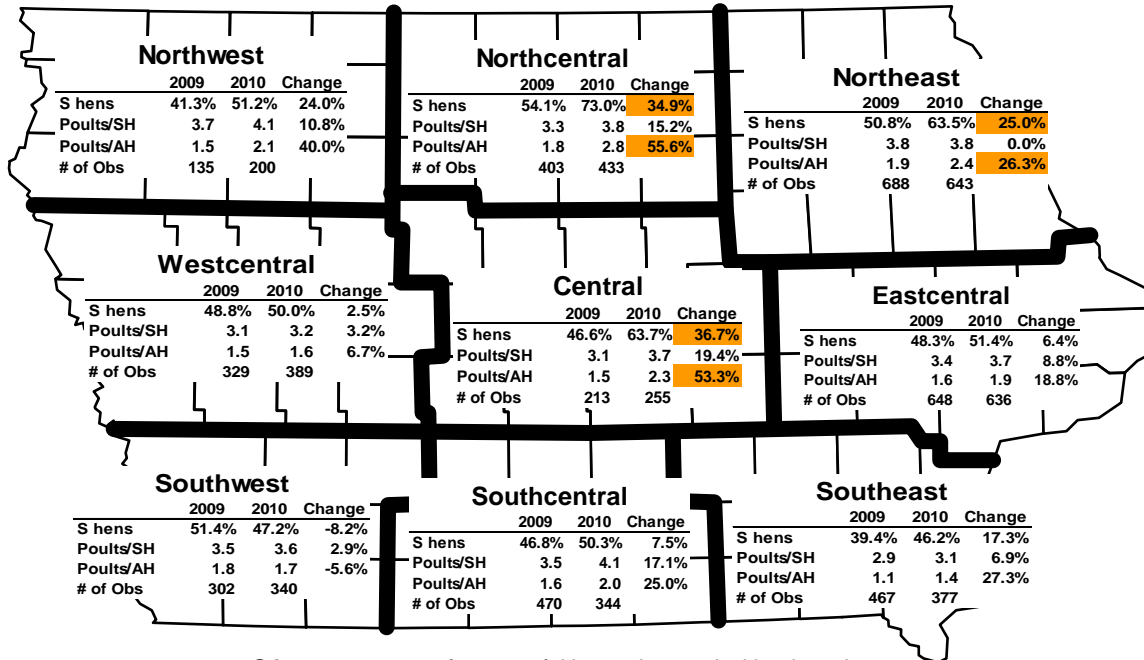 Northwest
2009 2010 Change
S hens 41.3% 51.2% 24.0%
Poults/SH 3.7 4.1 10.8%
Poults/AH 1.5 2.1 40.0%
# of Obs 135 200
Northcentral
2009 2010 Change
S hens 54.1% 73.0% 34.9%
Poults/SH 3.3 3.8 15.2%
Poults/AH 1.8 2.8 55.6%
# of Obs 403 433
Northeast
2009 2010 Change
S hens 50.8% 63.5% 25.0%
Poults/SH 3.8 3.8 0.0%
Poults/AH 1.9 2.4 26.3%
# of Obs 688 643
Westcentral
2009 2010 Change
S hens 48.8% 50.0% 2.5%
Poults/SH 3.1 3.2 3.2%
Poults/AH 1.5 1.6 6.7%
# of Obs 329 389
Central
2009 2010 Change
S hens 46.6% 63.7% 36.7%
Poults/SH 3.1 3.7 19.4%
Poults/AH 1.5 2.3 53.3%
# of Obs 213 255
Eastcentral
2009 2010 Change
S hens 48.3% 51.4% 6.4%
Poults/SH 3.4 3.7 8.8%
Poults/AH 1.6 1.9 18.8%
# of Obs 648 636
Southwest
2009 2010 Change
S hens 51.4% 47.2% -8.2%
Poults/SH 3.5 3.6 2.9%
Poults/AH 1.8 1.7 -5.6%
# of Obs 302 340
Southcentral
2009 2010 Change
S hens 46.8% 50.3% 7.5%
Poults/SH 3.5 4.1 17.1%
Poults/AH 1.6 2.0 25.0%
# of Obs 470 344
Southeast
2009 2010 Change
S hens 39.4% 46.2% 17.3%
Poults/SH 2.9 3.1 6.9%
Poults/AH 1.1 1.4 27.3%
# of Obs 467 377